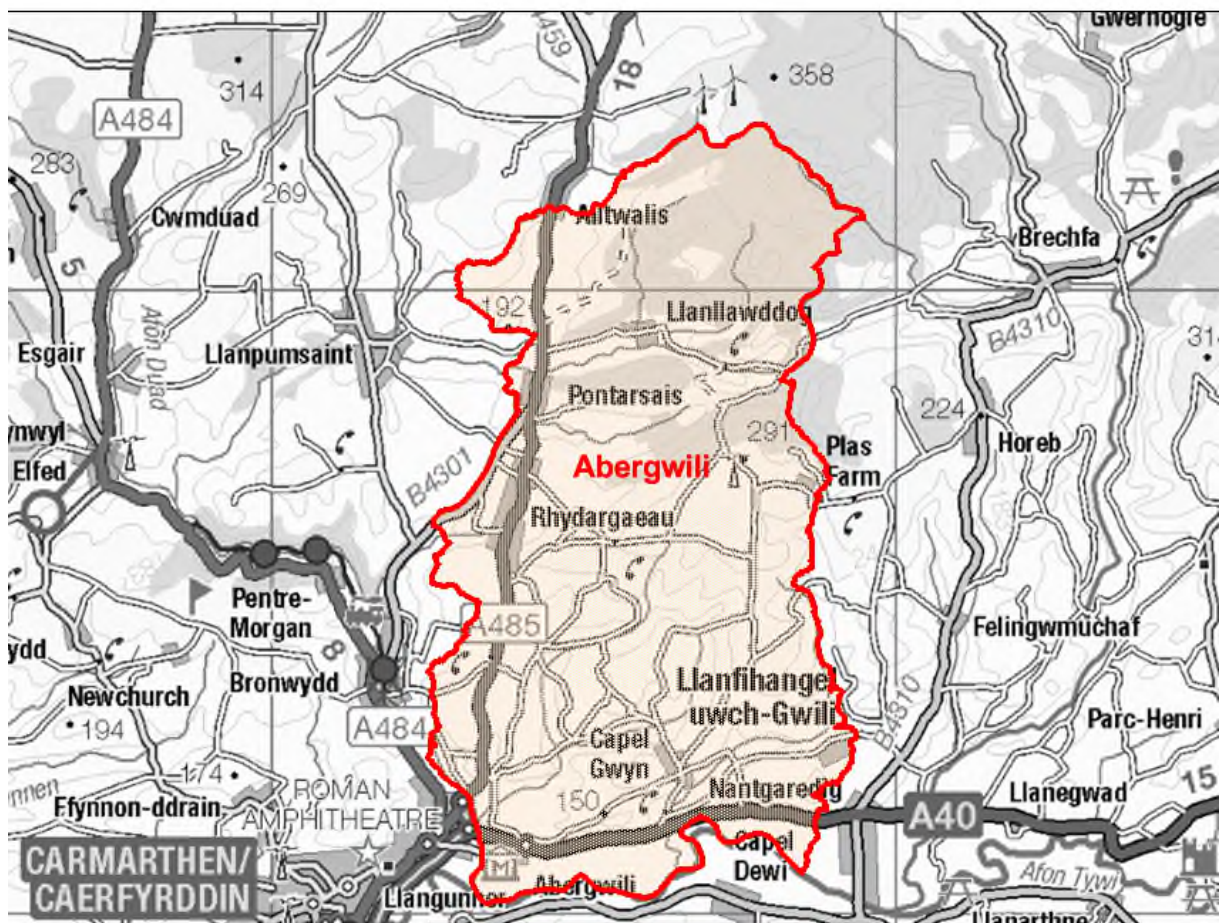 Gwernogle
A459
18
358
314
A484
283
269
Cwmduad
Alltwalis
Brechfa
5
192
Llanllawddog
B4310
Afon Duad
Esgair
Llanpumsaint
Pontarsais
224
291
Horeb
Plas
Farm
Abergwili
Elfed
B4301
Rhydargaeau
Pentre-
Morgan
8
A485
Felingwmuchaf
Newchurch
Bronwydd
Llanfihangel
uwch-Gwili
B4310
194
A484
Parc-Henri
Capel
Gwyn
174
ROMAN
AMPHITHEATRE
Nantgaredig
15
Ffynnon-ddrain
150
A40
Llanegwad
CARMARTHEN/
CAERFYRDDIN
Capel
Dewi
M
Abergwili
Llangunnor
Afon Tywi
Llanarthne